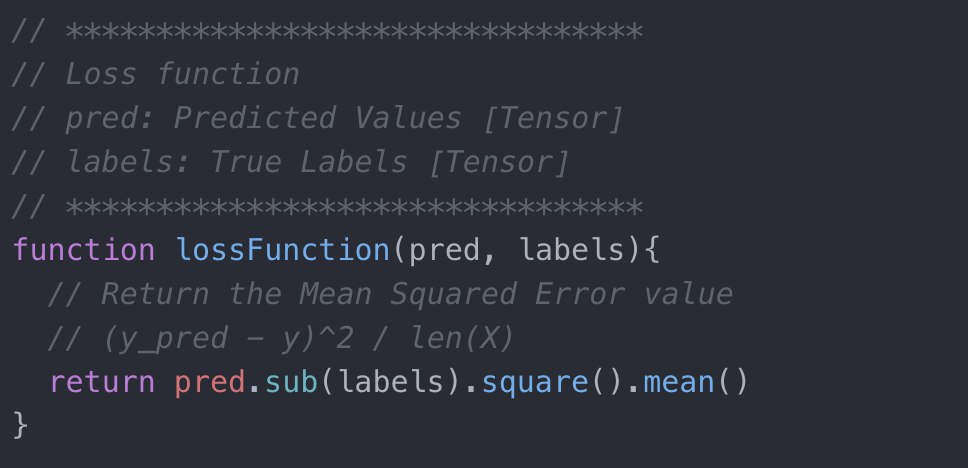 // ********************************
// Loss function
// pred: Predicted Values [Tensor]
// labels: True Labels [Tensor]
// ********************************
function lossFunction(pred, labels){
  // Return the Mean Squared Error value
  // (y_pred - y)^2 / len(X)
  return pred.sub(labels).square().mean()
}